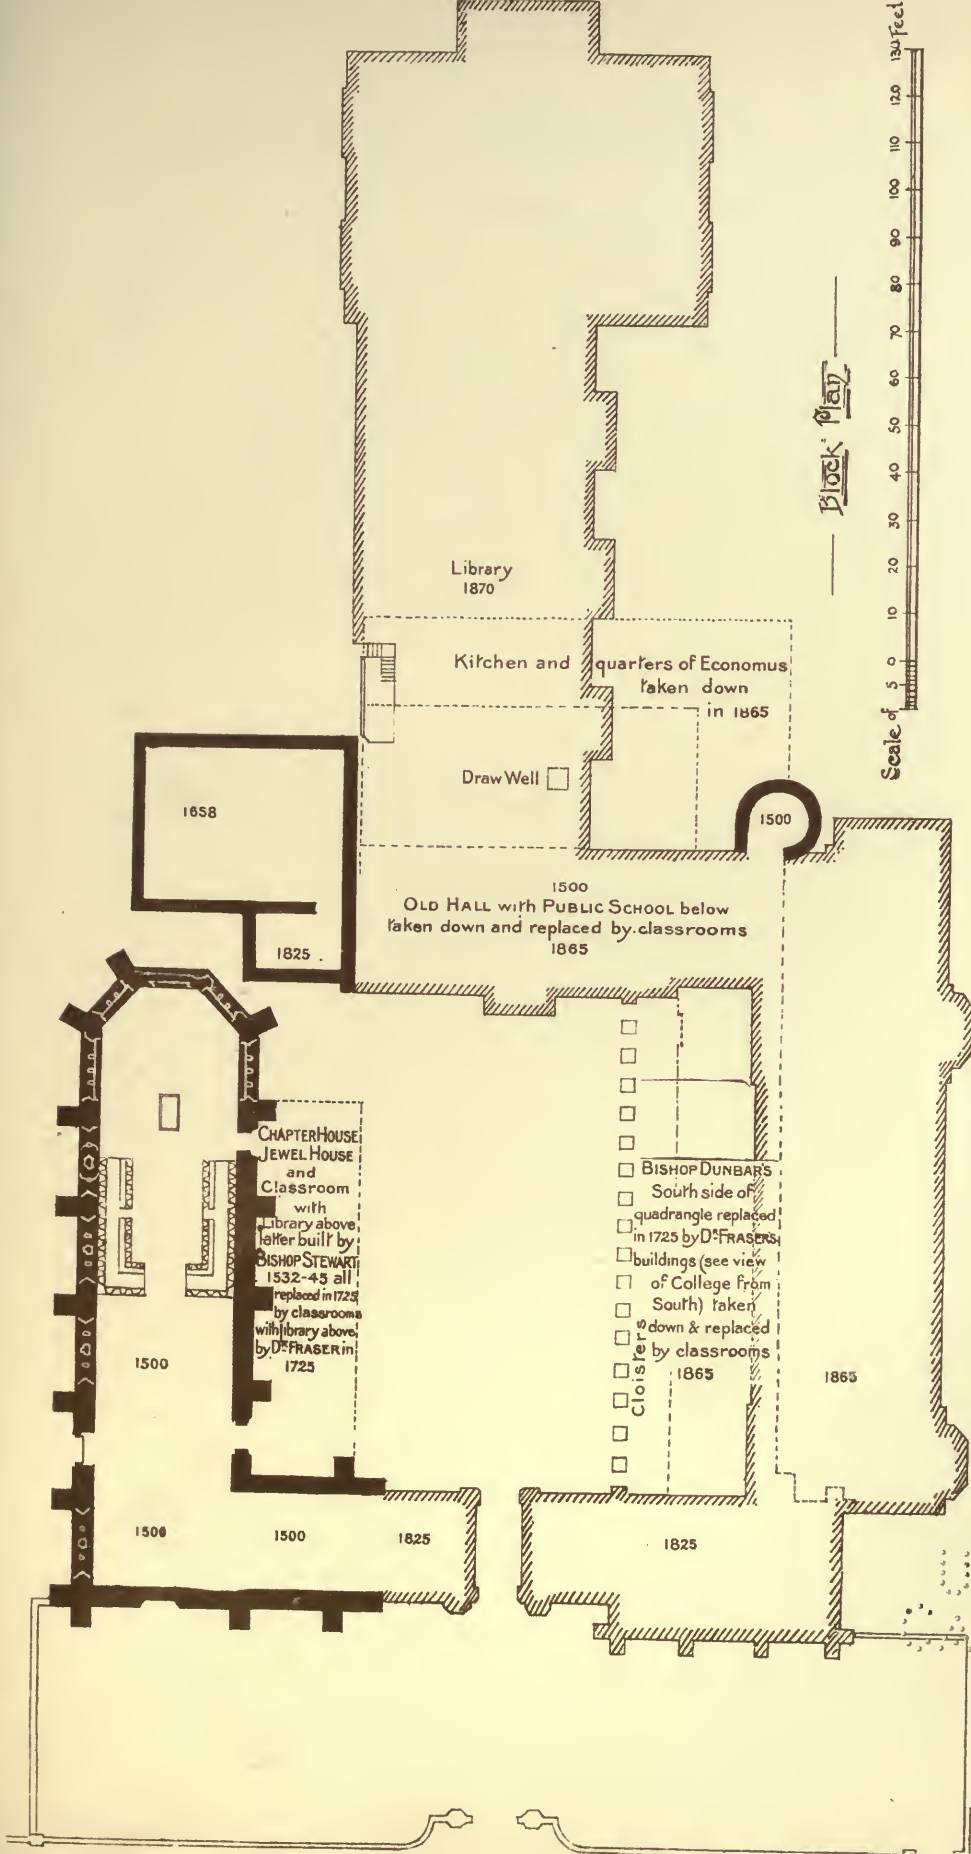 130 Feet
120
110
100
90
80
70
60
50
40
30
20
10
0
5
Scale of
Block Plan
Library
1870
Kitchen and quarters of Economus
taken down
in 1865
Draw Well
1658
1500
1500
OLD HALL with PUBLIC SCHOOL below
taken down and replaced by classrooms
1865
1825
CHAPTER HOUSE
JEWEL HOUSE
and
Classroom
with
Library above
latter built by
BISHOP STEWART
1532-45 all
replaced in 1725
by classrooms
with library above
by DR FRASER in
1725
BISHOP DUNBAR'S
South side of
quadrangle replaced
in 1725 by DR FRASERS
buildings (see view
of College from
South) taken
down & replaced
by classrooms
1865
Cloisters
1500
1865
1500
1500
1825
1825